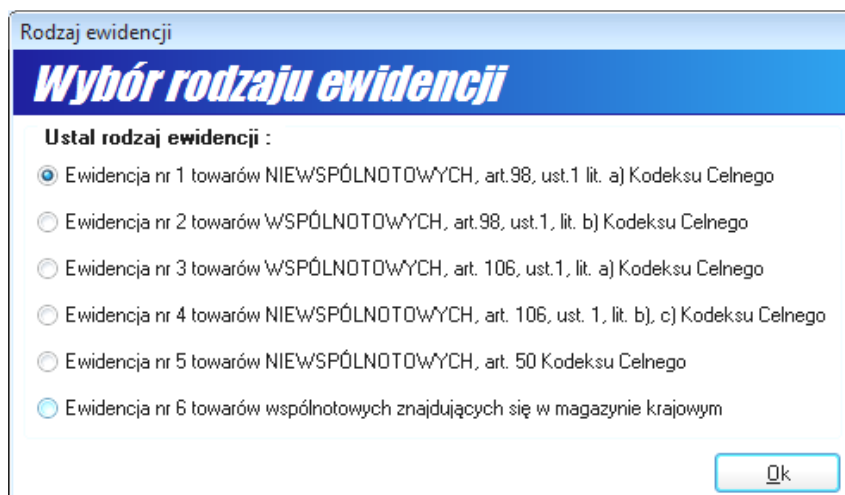 Rodzaj ewidencji
Wybór rodzaju ewidencji
Ustal rodzaj ewidencji :
Ewidencja nr 1 towarów NIEWSPÓLNOTOWYCH, art.98, ust.1 lit. a) Kodeksu Celnego
Ewidencja nr 2 towarów WSPÓLNOTOWYCH, art.98, ust.1, lit. b) Kodeksu Celnego
Ewidencja nr 3 towarów WSPÓLNOTOWYCH, art. 106, ust.1, lit. a) Kodeksu Celnego
Ewidencja nr 4 towarów NIEWSPÓLNOTOWYCH, art. 106, ust. 1, lit. b), c) Kodeksu Celnego
Ewidencja nr 5 towarów NIEWSPÓLNOTOWYCH, art. 50 Kodeksu Celnego
Ewidencja nr 6 towarów wspólnotowych znajdujących się w magazynie krajowym
Ok